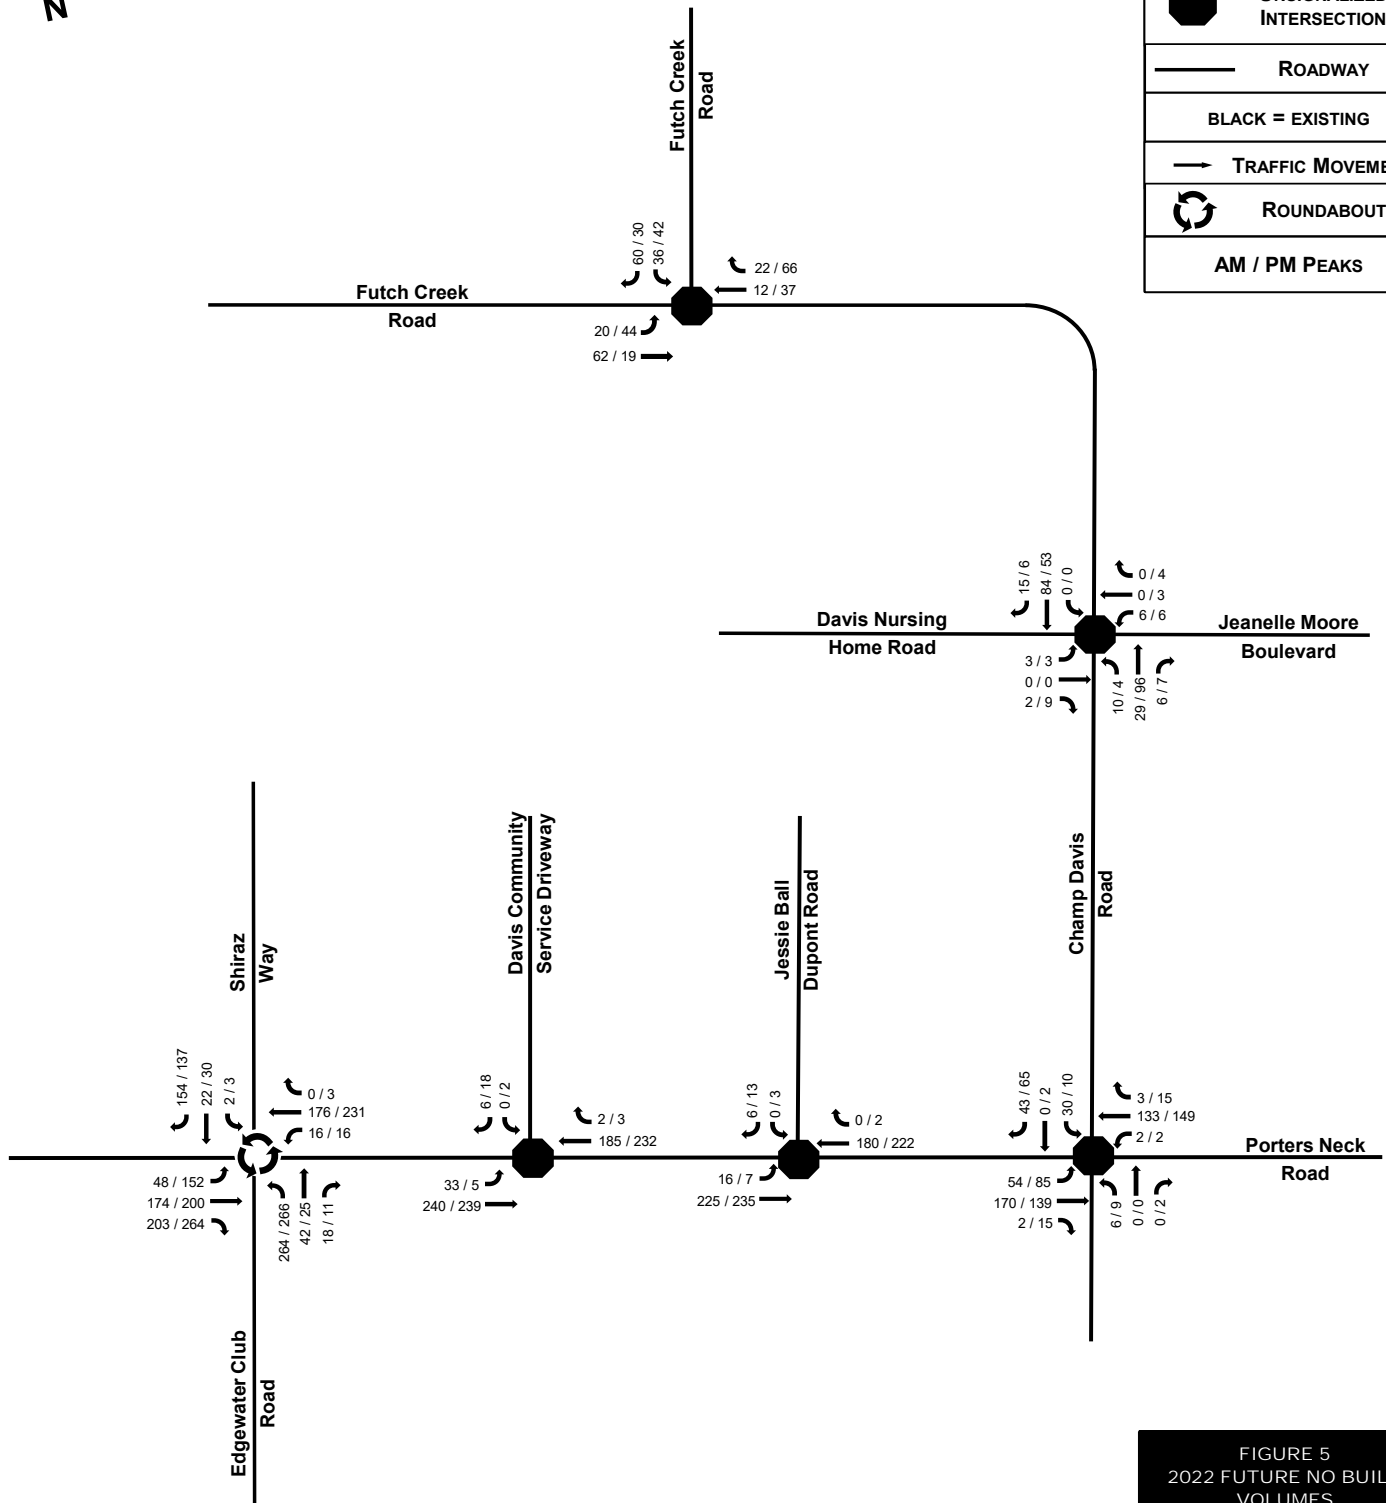 N
INTERSECTION
ROADWAY
BLACK = EXISTING
TRAFFIC
ROUNDABOUT
AM / PM PEAKS
Futch Creek
Road
60 / 30
36 / 42
22 / 66
12 / 37
Futch Creek
Road
20 / 44
62 / 19
15 / 6
84 / 53
0 / 0
0 / 4
0 / 3
6 / 6
Davis Nursing
Home Road
Jeanelle Moore
Boulevard
3 / 3
0 / 0
2 / 9
10 / 4
29 / 96
6 / 7
Champ Davis
Road
Shiraz
Way
Davis Community
Service Driveway
Jessie Ball
Dupont Road
154 / 137
22 / 30
2 / 3
0 / 3
176 / 231
16 / 16
48 / 152
174 / 200
203 / 264
264 / 266
42 / 25
18 / 11
6 / 18
0 / 2
2 / 3
185 / 232
33 / 5
240 / 239
6 / 13
0 / 3
0 / 2
180 / 222
16 / 7
225 / 235
43 / 65
0 / 2
30 / 10
3 / 15
133 / 149
2 / 2
Porters Neck
Road
54 / 85
170 / 139
2 / 15
6 / 9
0 / 0
0 / 2
Edgewater Club
Road
FIGURE 5
2022 FUTURE NO BUIL
VOLUMES